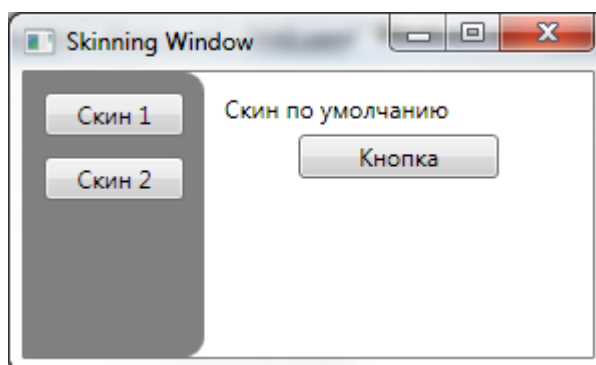 Skinning Window
Скин 1
Скин 2
Скин по умолчанию
Кнопка